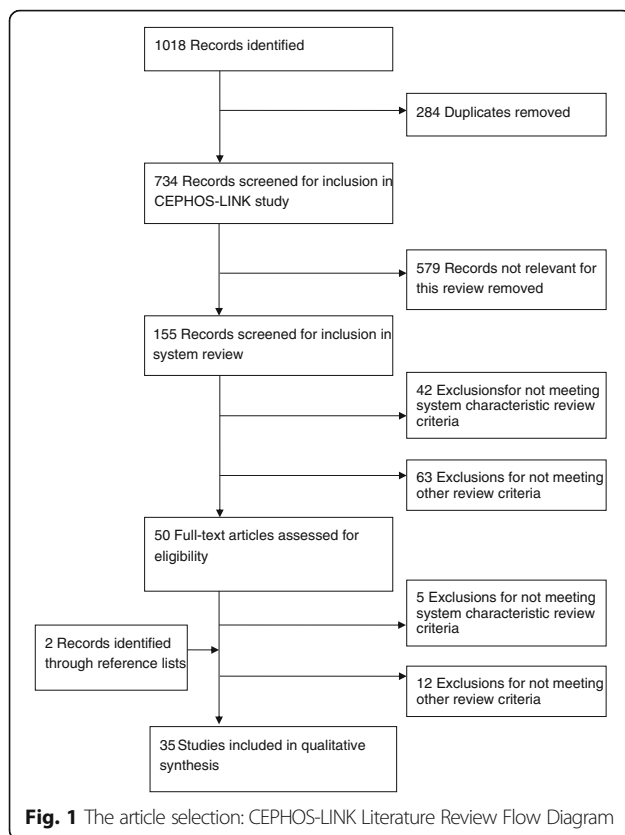 1018 Records identified
284 Duplicates removed
734 Records screened for inclusion in
CEPHOS-LINK study
579 Records not relevant for
this review removed
155 Records screened for inclusion in
system review
42 Exclusionsfor not meeting
system characteristic review
criteria
63 Exclusions for not meeting
other review criteria
50 Full-text articles assessed for
eligibility
5 Exclusions for not meeting
system characteristic review
criteria
2 Records identified
through reference lists
12 Exclusions for not meeting
other review criteria
35 Studies included in qualitative
synthesis
Fig. 1 The article selection: CEPHOS-LINK Literature Review Flow Diagram